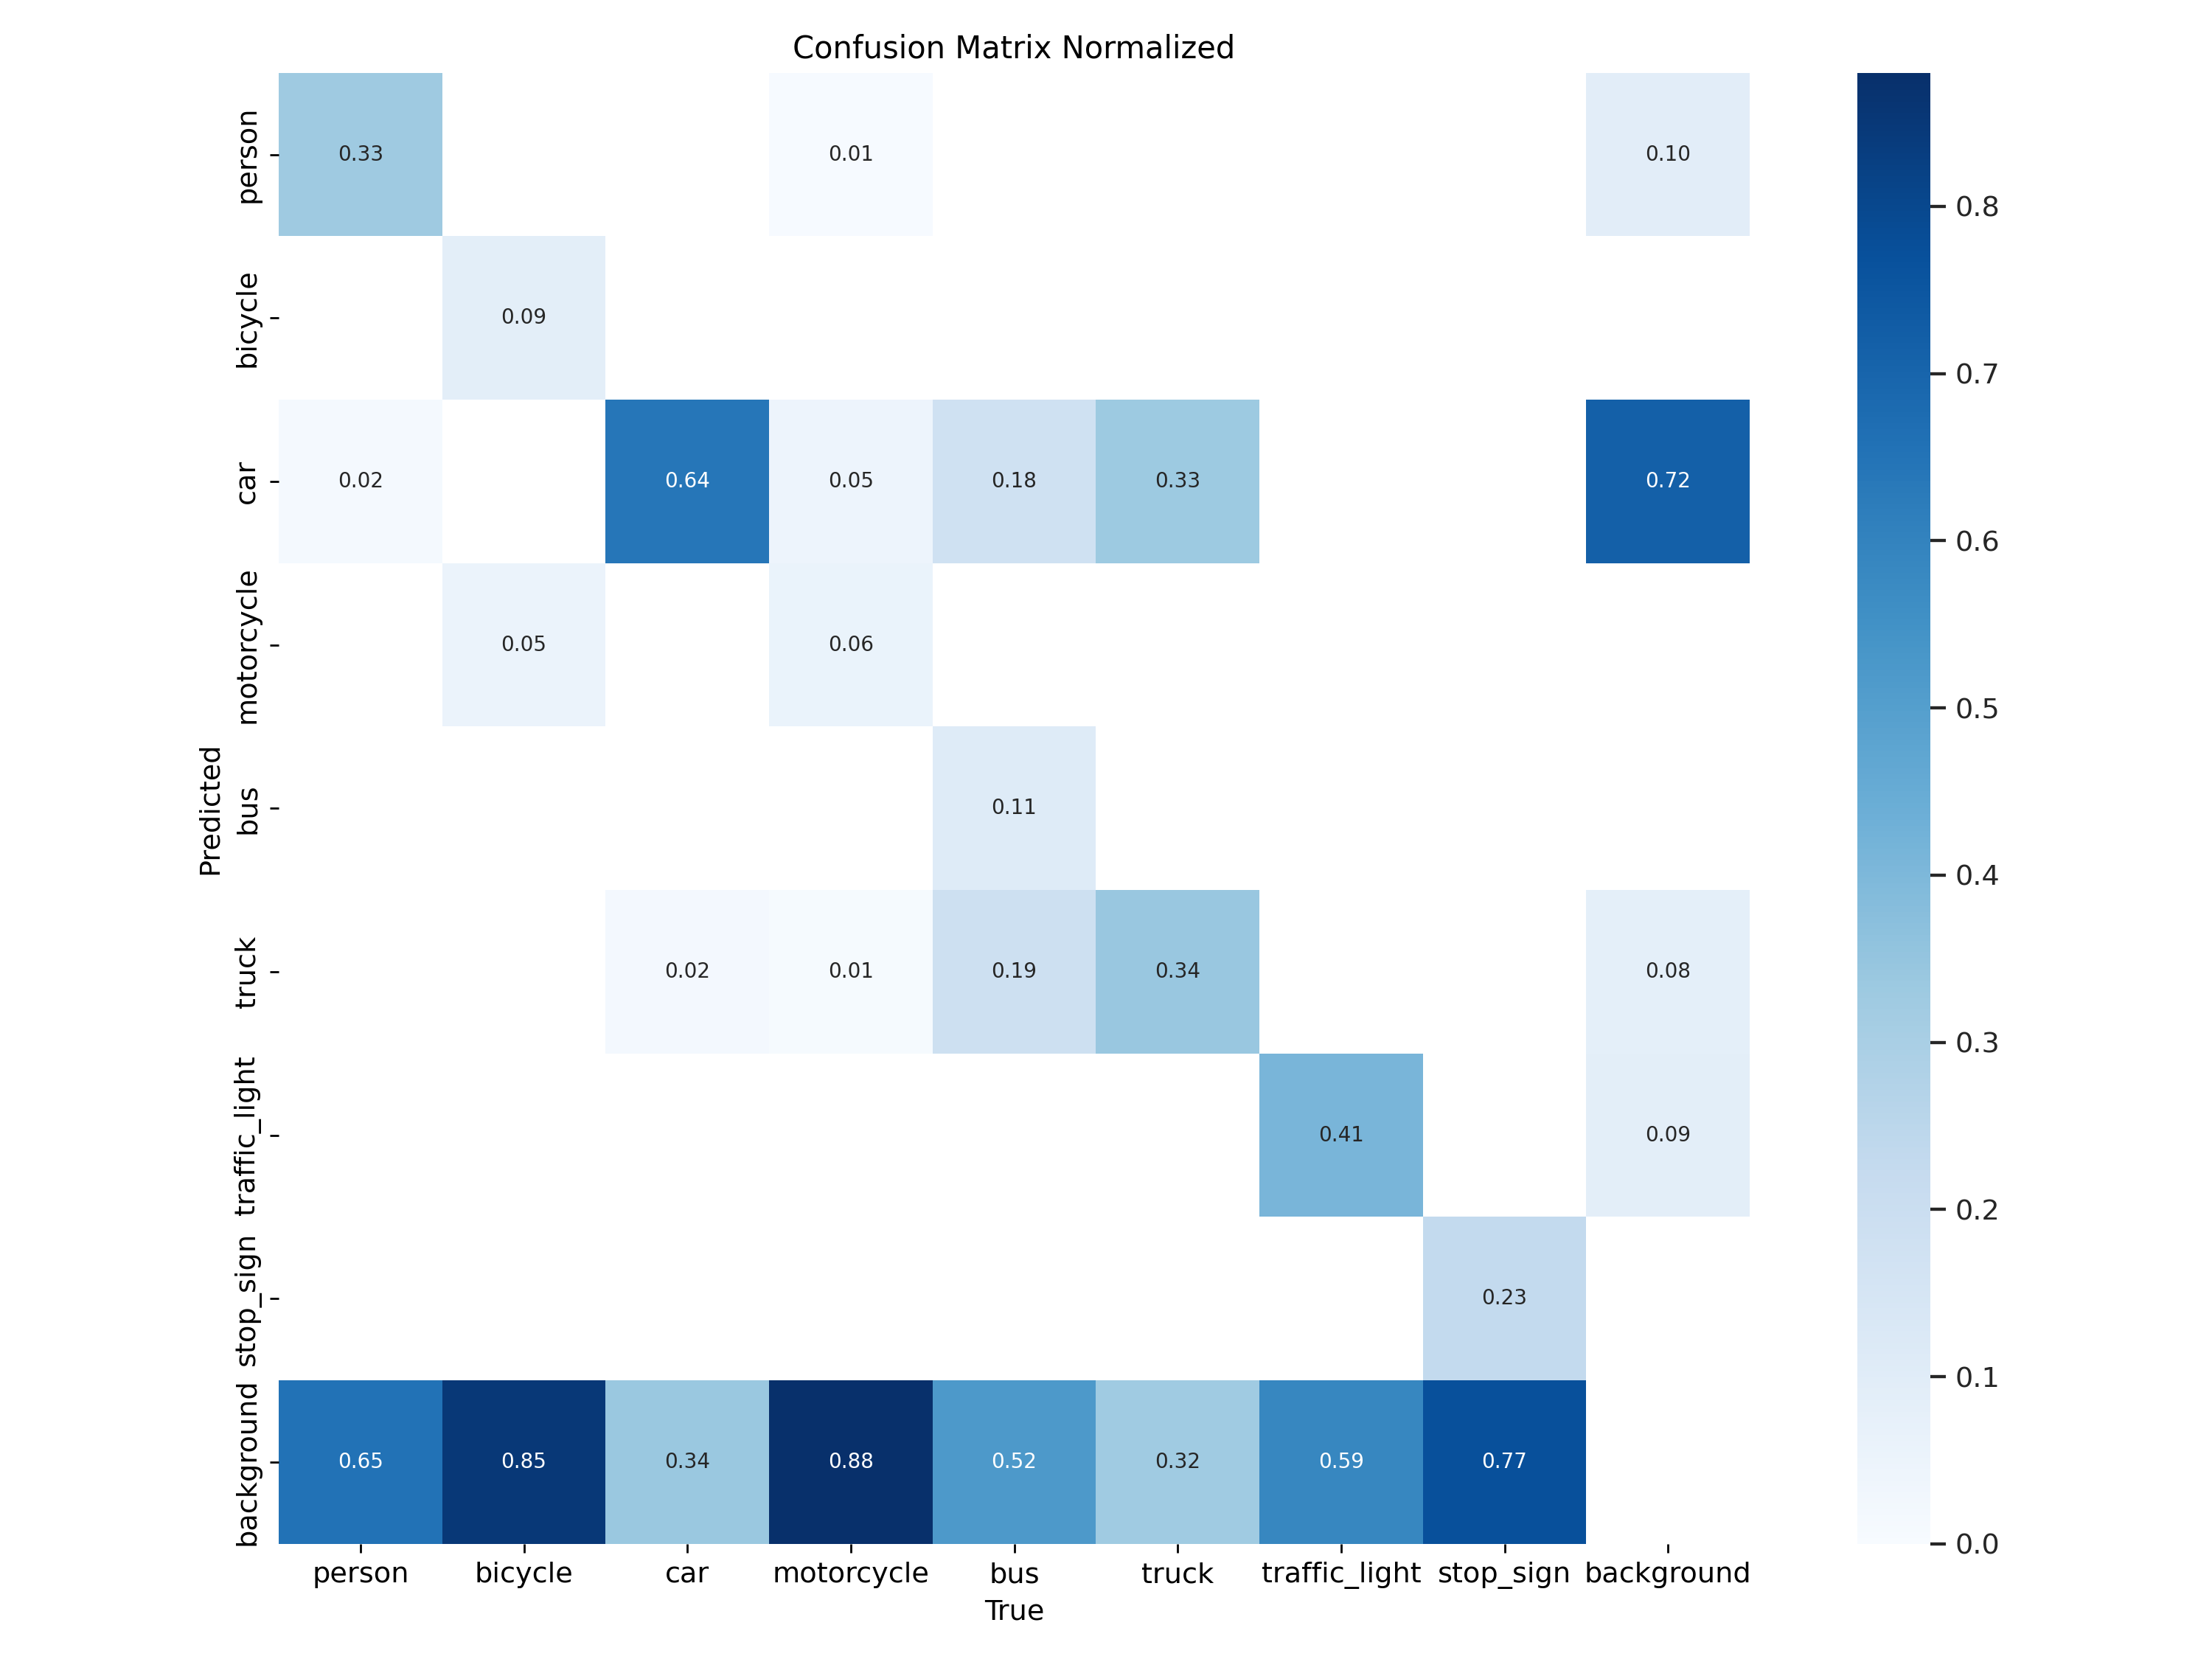 Confusion Matrix Normalized
person 0.33 0.01 0.10
bicycle 0.09
car 0.02 0.64 0.05 0.18 0.33 0.72
motorcycle 0.05 0.06
bus 0.11
truck 0.02 0.01 0.19 0.34 0.08
traffic_light 0.41 0.09
stop_sign 0.23
background 0.65 0.85 0.34 0.88 0.52 0.32 0.59 0.77
person bicycle car motorcycle bus truck traffic_light stop_sign background
True
Predicted
0.8
0.7
0.6
0.5
0.4
0.3
0.2
0.1
0.0